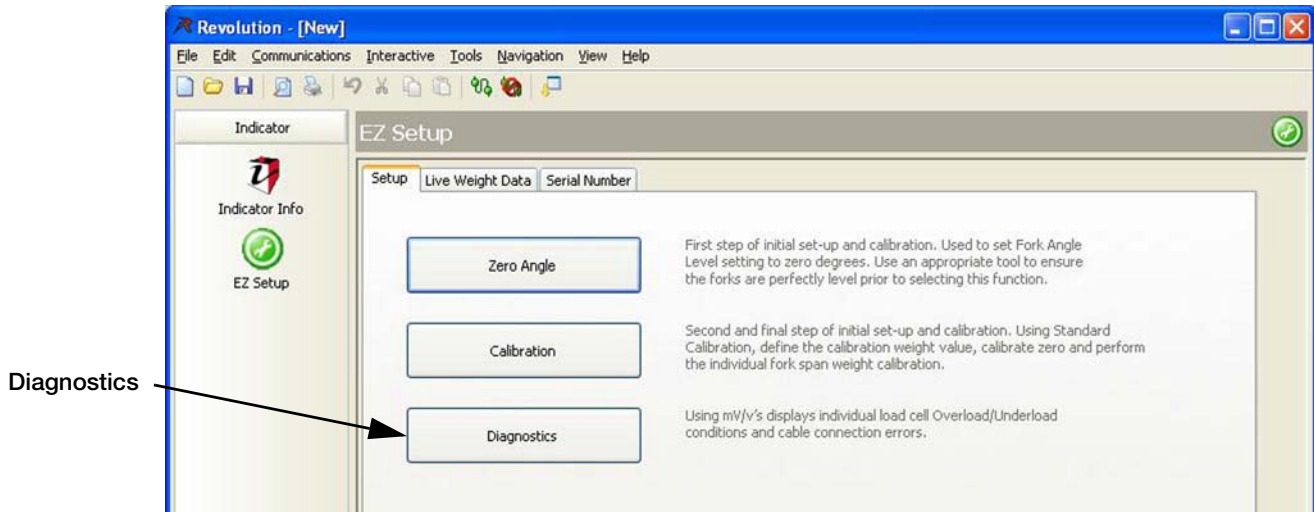 Revolution - [New]
File Edit Communications Interactive Tools Navigation View Help
Indicator
EZ Setup
Indicator Info
EZ Setup
Setup Live Weight Data Serial Number
Zero Angle
First step of initial set-up and calibration. Used to set Fork Angle
Level setting to zero degrees. Use an appropriate tool to ensure
the forks are perfectly level prior to selecting this function.
Calibration
Second and final step of initial set-up and calibration. Using Standard
Calibration, define the calibration weight value, calibrate zero and perform
the individual fork span weight calibration.
Diagnostics
Diagnostics
Using mV/v's displays individual load cell Overload/Underload
conditions and cable connection errors.